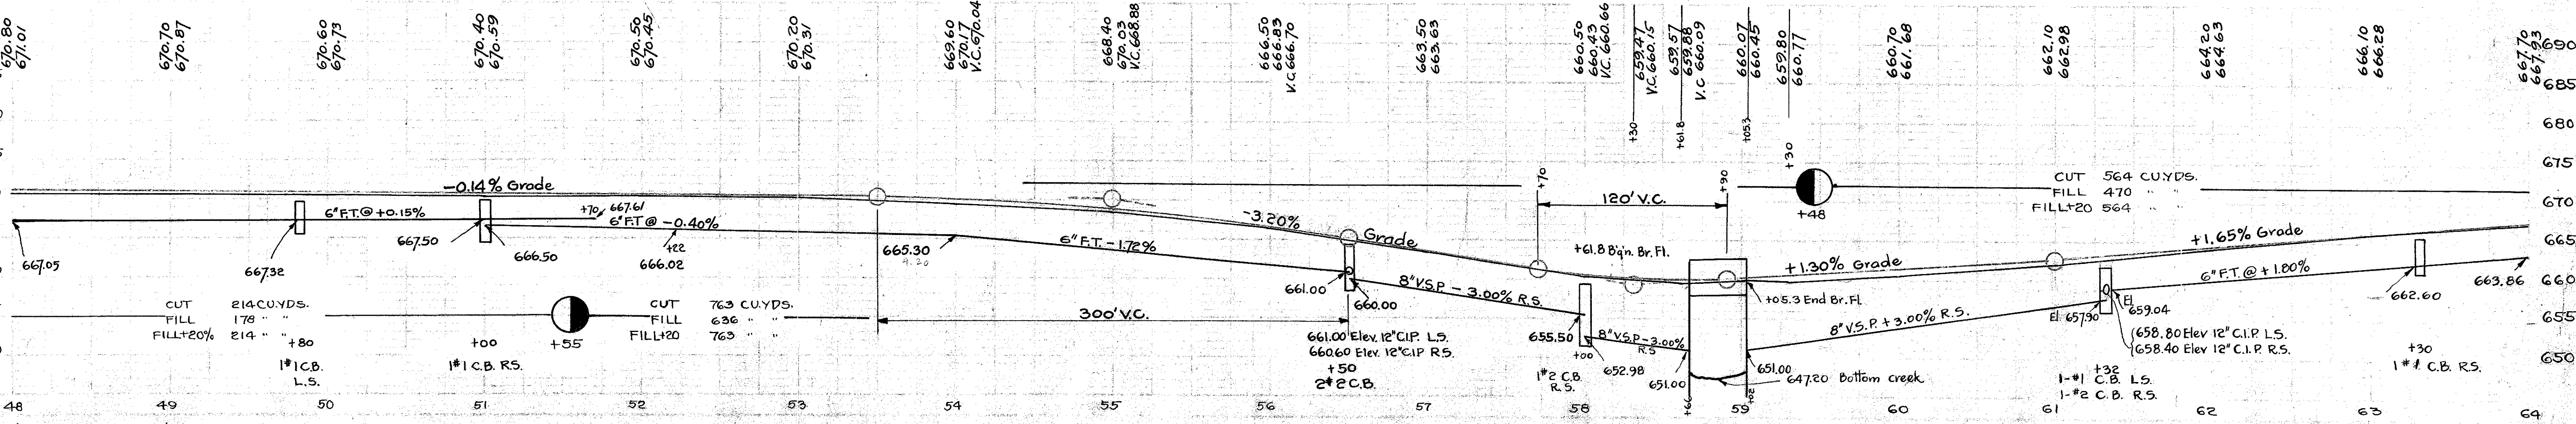 670.80
671.01
670.70
670.87
670.60
670.73
670.40
670.59
670.50
670.45
670.20
670.31
669.60
670.17
V.C. 670.04
668.40
670.03
V.C. 668.88
666.50
666.83
V.C. 666.70
663.50
663.63
660.50
660.43
V.C. 660.66
659.47
V.C. 660.15
659.57
659.88
V.C. 660.09
660.07
660.45
659.80
660.77
660.70
661.68
662.10
662.98
664.20
664.63
666.10
666.28
667.70
667.93
690
685
680
675
670
665
660
655
650
+30
+61.8
+05.3
+30
+70
+90
120' V.C.
+48
CUT 564 CU.YDS.
FILL 470 " "
FILL+20 564 " "
-0.14% Grade
6" F.T. @ +0.15%
+70 667.61
6" F.T. @ -0.40%
667.05
667.32
667.50
666.50
+22
666.02
665.30
6" F.T. - 1.72%
-3.20%
Grade
+61.8 Bgn. Br. Fl.
+1.30% Grade
+1.65% Grade
6" F.T. @ + 1.80%
661.00
660.00
8" V.S.P. - 3.00% R.S.
+05.3 End Br. Fl.
8" V.S.P. + 3.00% R.S.
El. 657.90
El
659.04
662.60
663.86
CUT 214 CU.YDS.
FILL 178 " "
FILL+20% 214 " "
+55
CUT 763 CU.YDS.
FILL 636 " "
FILL+20 763 " "
300' V.C.
+80
1 #1 C.B.
L.S.
+00
1 #1 C.B. R.S.
661.00 Elev. 12" C.I.P. L.S.
660.60 Elev. 12" C.I.P. R.S.
+50
2 #2 C.B.
655.50
8" V.S.P - 3.00%
R.S
+00
1 #2 C.B.
R.S.
652.98
651.00
651.00
647.20 Bottom creek
658.80 Elev 12" C.I.P. L.S.
658.40 Elev 12" C.I.P. R.S.
+32
1-#1 C.B. L.S.
1-#2 C.B. R.S.
+30
1 #1 C.B. R.S.
+66
+02
48 49 50 51 52 53 54 55 56 57 58 59 60 61 62 63 64